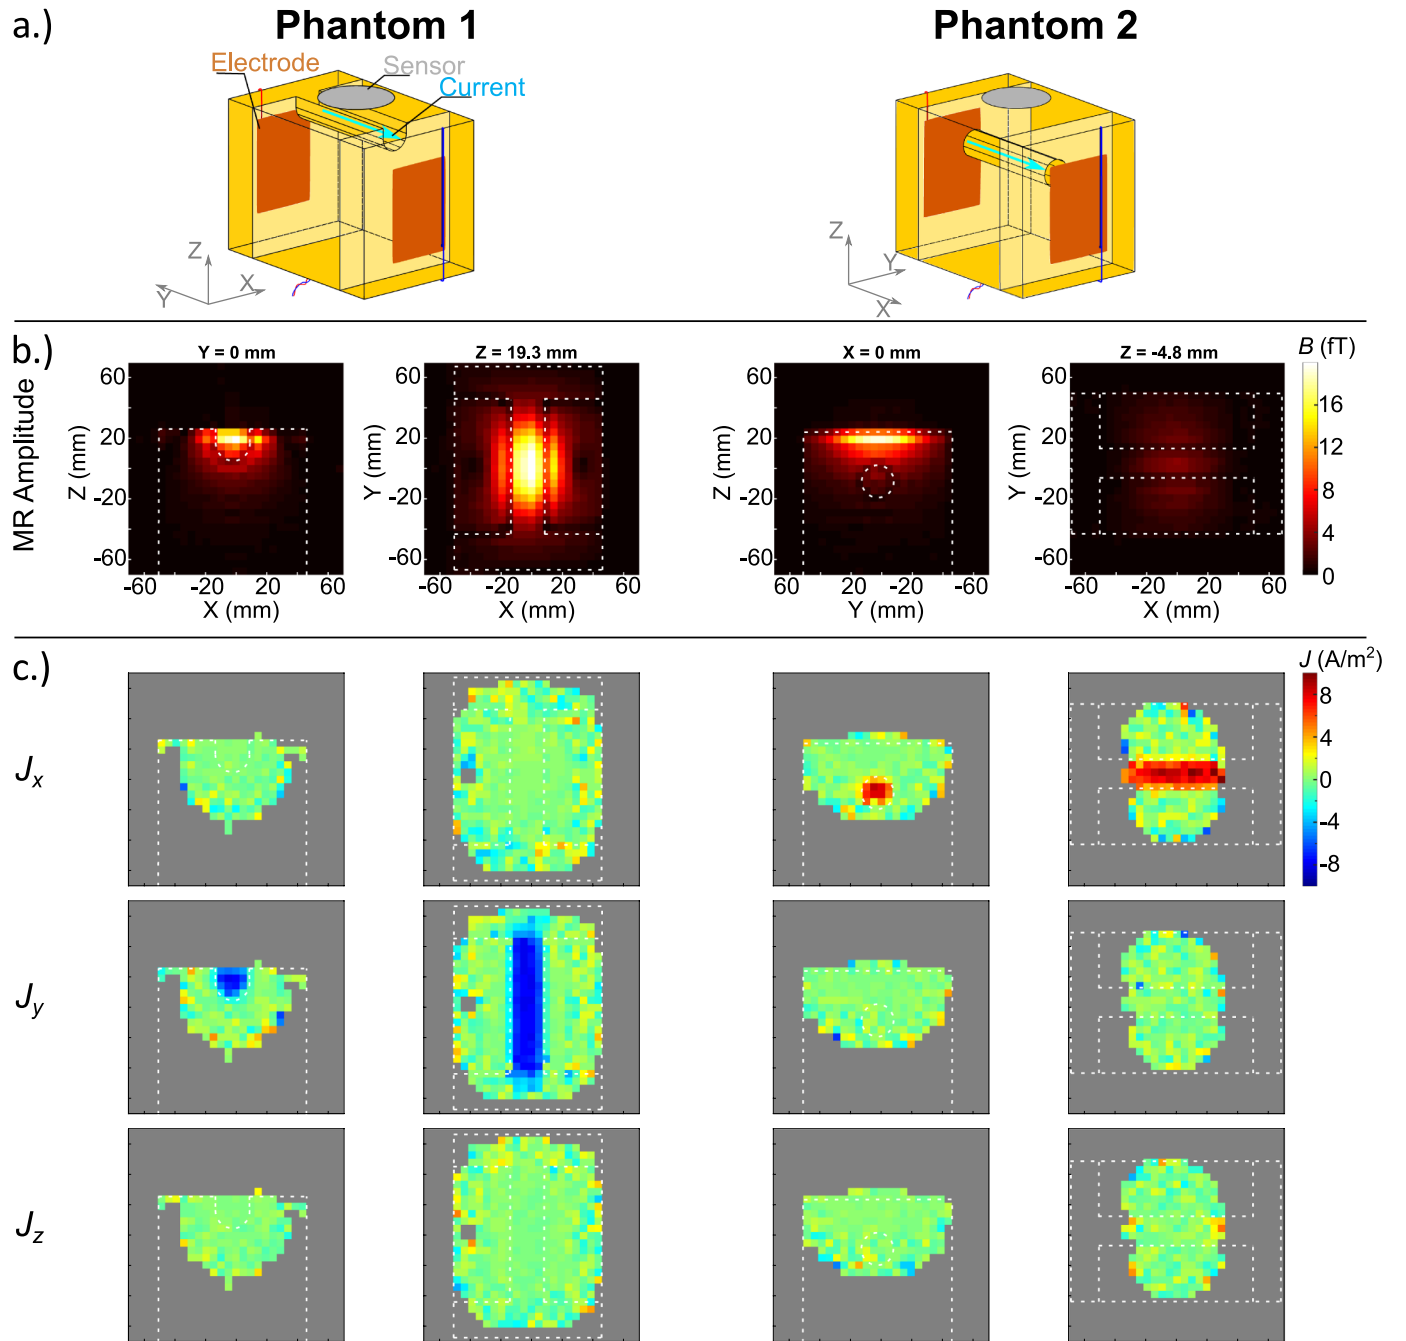 a.) Phantom 1 Phantom 2
Electrode Sensor Current
Z Y X
Z Y X
b.) Y = 0 mm Z = 19.3 mm X = 0 mm Z = -4.8 mm B (fT)
MR Amplitude
Z (mm) 60 20 -20 -60
Y (mm) 60 20 -20 -60
Z (mm) 60 20 -20 -60
Y (mm) 60 20 -20 -60
16
12
8
4
0
-60 -20 20 60 -60 -20 20 60 60 20 -20 -60 -60 -20 20 60
X (mm) X (mm) Y (mm) X (mm)
c.) J (A/m²)
8
4
0
-4
-8
Jx
Jy
Jz